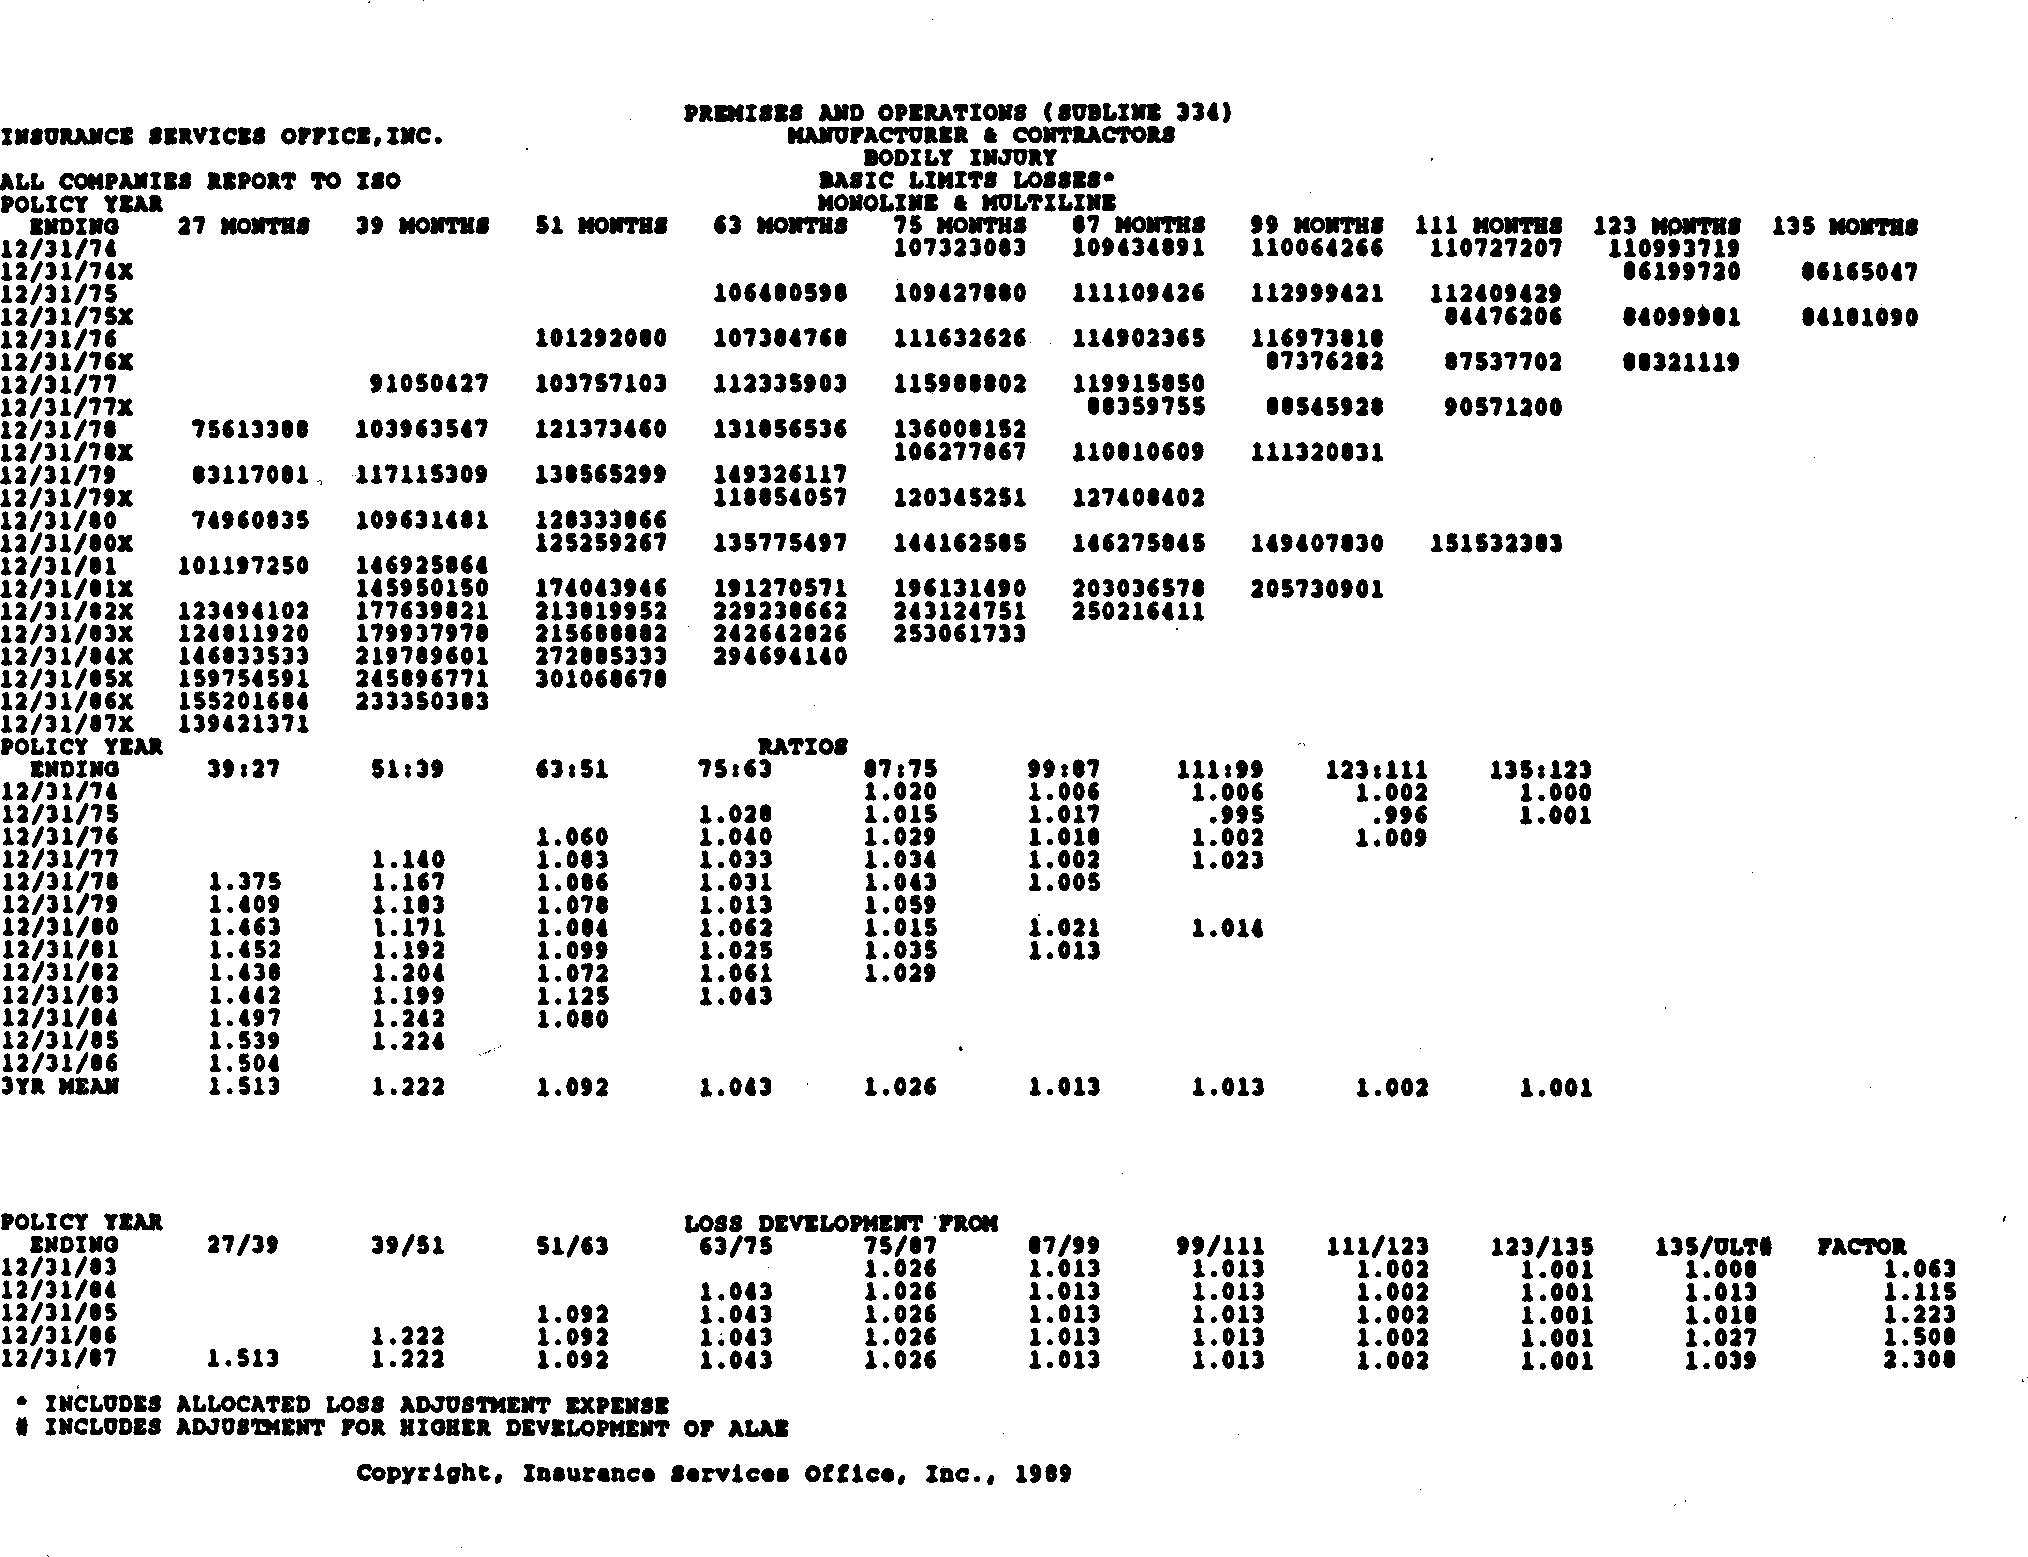 PREMISES AND OPERATIONS (SUBLINE 334)
INSURANCE SERVICES OFFICE,INC. MANUFACTURER & CONTRACTORS
BODILY INJURY
ALL COMPANIES REPORT TO ISO BASIC LIMITS LOSSES*
POLICY YEAR MONOLINE & MULTILINE
ENDING 27 MONTHS 39 MONTHS 51 MONTHS 63 MONTHS 75 MONTHS 87 MONTHS 99 MONTHS 111 MONTHS 123 MONTHS 135 MONTHS
12/31/74 107323083 109434891 110064266 110727207 110993719
12/31/74X 86199720 86165047
12/31/75 106480598 109427880 111109426 112999421 112409429
12/31/75X 84476206 84099981 84181090
12/31/76 101292080 107384768 111632626 114902365 116973818
12/31/76X 87376282 87537702 88321119
12/31/77 91050427 103757103 112335903 115988802 119915850
12/31/77X 88359755 88545928 90571200
12/31/78 75613388 103963547 121373460 131856536 136008152
12/31/78X 106277867 110810609 111320831
12/31/79 83117081 117115309 138565299 149326117
12/31/79X 118854057 120345251 127408402
12/31/80 74960835 109631481 128333866
12/31/80X 125259267 135775497 144162585 146275845 149407830 151532383
12/31/81 101197250 146925864
12/31/81X 145950150 174043946 191270571 196131490 203036578 205730901
12/31/82X 123494102 177639821 213819952 229238662 243124751 250216411
12/31/83X 124811920 179937978 215688882 242642826 253061733
12/31/84X 146833533 219789601 272885333 294694140
12/31/85X 159754591 245896771 301068678
12/31/86X 155201684 233350383
12/31/87X 139421371
POLICY YEAR RATIOS
ENDING 39:27 51:39 63:51 75:63 87:75 99:87 111:99 123:111 135:123
12/31/74 1.020 1.006 1.006 1.002 1.000
12/31/75 1.028 1.015 1.017 .995 .996 1.001
12/31/76 1.060 1.040 1.029 1.018 1.002 1.009
12/31/77 1.140 1.083 1.033 1.034 1.002 1.023
12/31/78 1.375 1.167 1.086 1.031 1.043 1.005
12/31/79 1.409 1.183 1.078 1.013 1.059
12/31/80 1.463 1.171 1.084 1.062 1.015 1.021 1.014
12/31/81 1.452 1.192 1.099 1.025 1.035 1.013
12/31/82 1.438 1.204 1.072 1.061 1.029
12/31/83 1.442 1.199 1.125 1.043
12/31/84 1.497 1.242 1.080
12/31/85 1.539 1.224
12/31/86 1.504
3YR MEAN 1.513 1.222 1.092 1.043 1.026 1.013 1.013 1.002 1.001
POLICY YEAR LOSS DEVELOPMENT FROM
ENDING 27/39 39/51 51/63 63/75 75/87 87/99 99/111 111/123 123/135 135/ULT# FACTOR
12/31/83 1.026 1.013 1.013 1.002 1.001 1.008 1.063
12/31/84 1.043 1.026 1.013 1.013 1.002 1.001 1.013 1.115
12/31/85 1.092 1.043 1.026 1.013 1.013 1.002 1.001 1.018 1.223
12/31/86 1.222 1.092 1.043 1.026 1.013 1.013 1.002 1.001 1.027 1.508
12/31/87 1.513 1.222 1.092 1.043 1.026 1.013 1.013 1.002 1.001 1.039 2.308
* INCLUDES ALLOCATED LOSS ADJUSTMENT EXPENSE
# INCLUDES ADJUSTMENT FOR HIGHER DEVELOPMENT OF ALAE
Copyright, Insurance Services Office, Inc., 1989